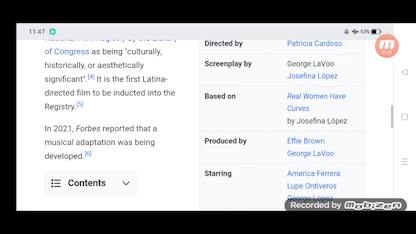 11:47
52%
National Film Registry by the Library
of Congress as being "culturally,
historically, or aesthetically
significant".[4] It is the first Latina-
directed film to be inducted into the
Registry.[5]
In 2021, Forbes reported that a
musical adaptation was being
developed.[6]
Contents
Directed by Patricia Cardoso
Screenplay by George LaVoo
Josefina López
Based on Real Women Have
Curves
by Josefina López
Produced by Effie Brown
George LaVoo
Starring America Ferrera
Lupe Ontiveros
George Lopez
Recorded by mobizen